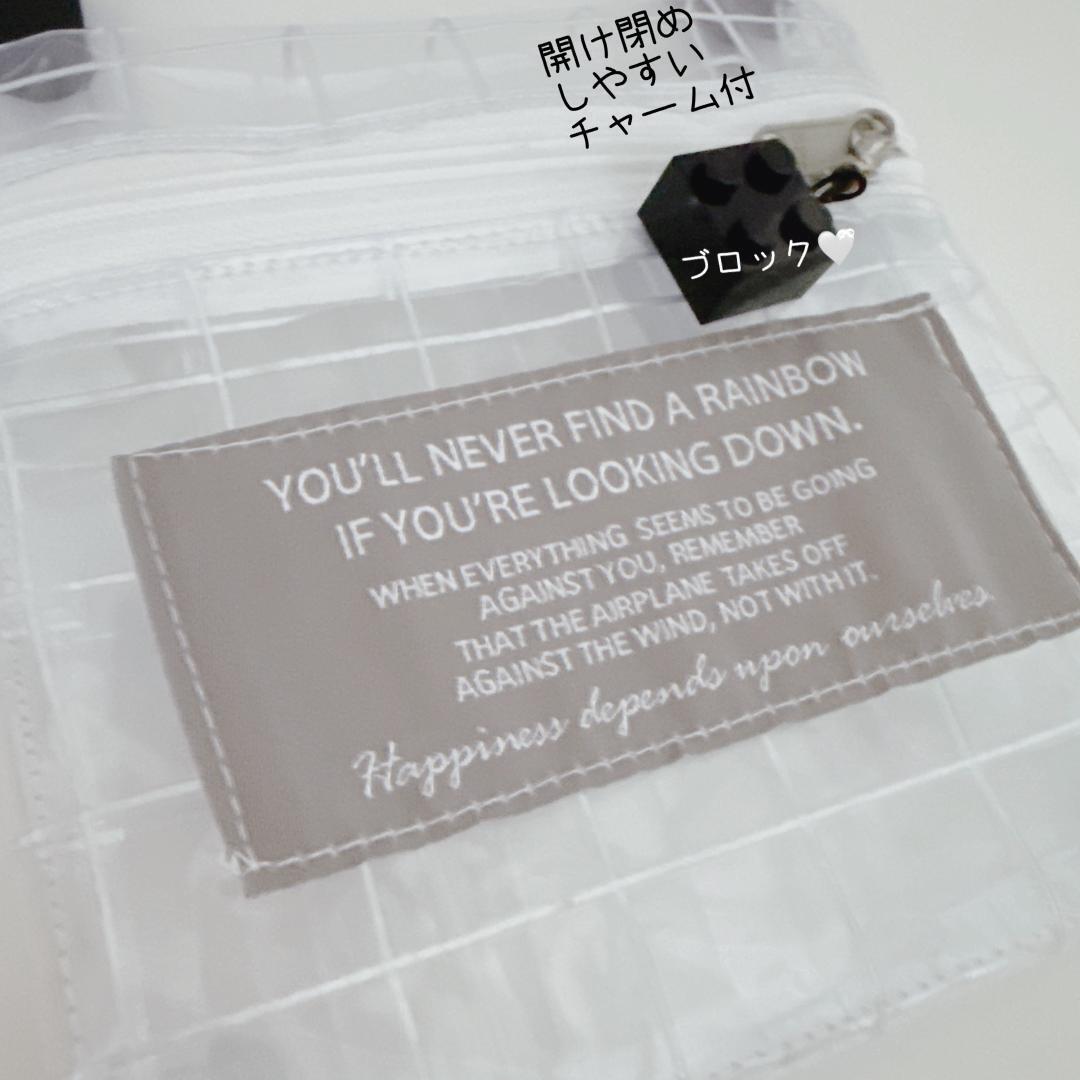 開け閉め
しやすい
チャーム付
ブロック🤍
YOU'LL NEVER FIND A RAINBOW
IF YOU'RE LOOKING DOWN.
WHEN EVERYTHING SEEMS TO BE GOING
AGAINST YOU, REMEMBER
THAT THE AIRPLANE TAKES OFF
AGAINST THE WIND, NOT WITH IT.
Happiness depends upon ourselves.